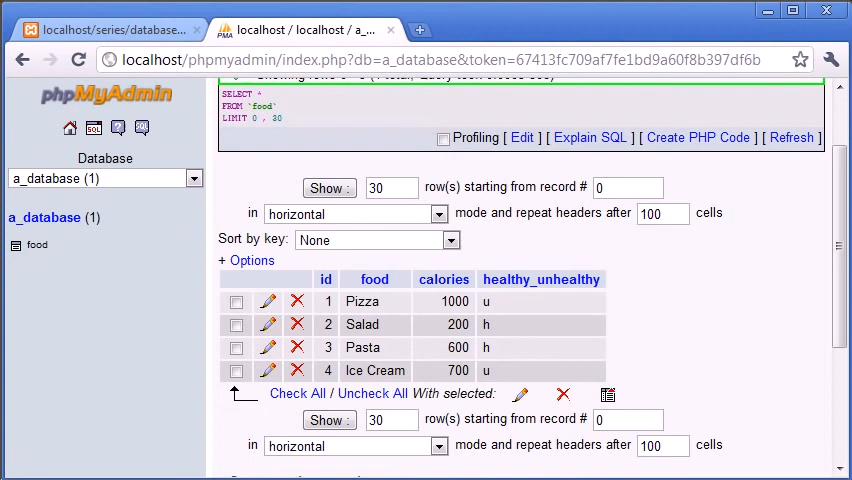 localhost/series/database...
localhost / localhost / a_...
localhost/phpmyadmin/index.php?db=a_database&token=67413fc709af7fe1bd9a60f8b397df6b
phpMyAdmin
SQL
Database
a_database (1)
a_database (1)
food
SELECT *
FROM `food`
LIMIT 0 , 30
Profiling [ Edit ] [ Explain SQL ] [ Create PHP Code ] [ Refresh ]
Show : 30 row(s) starting from record # 0
in horizontal mode and repeat headers after 100 cells
Sort by key: None
+ Options
id food calories healthy_unhealthy
1 Pizza 1000 u
2 Salad 200 h
3 Pasta 600 h
4 Ice Cream 700 u
Check All / Uncheck All With selected:
Show : 30 row(s) starting from record # 0
in horizontal mode and repeat headers after 100 cells